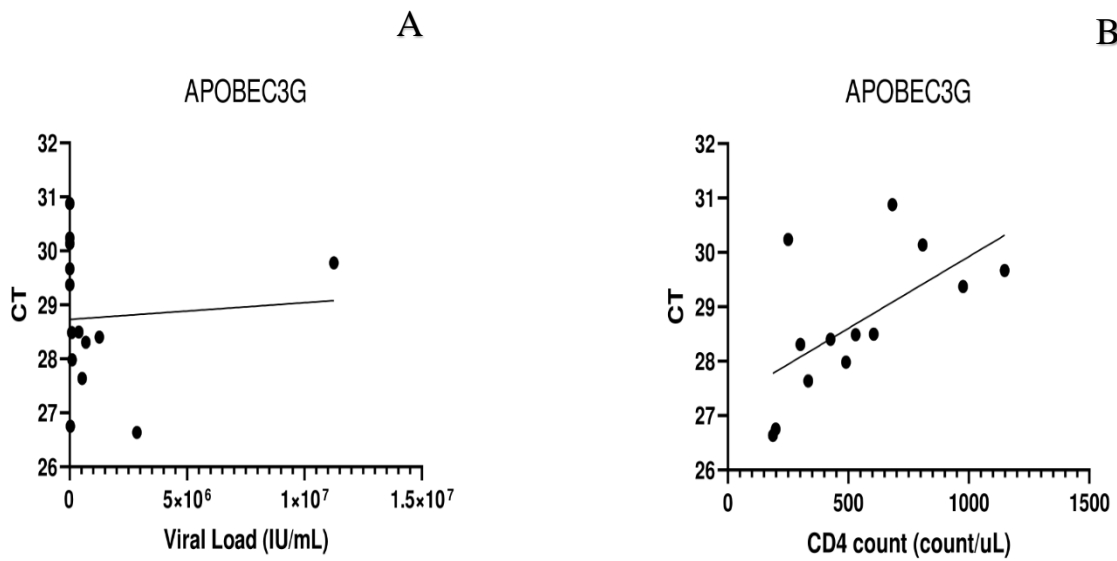 A
APOBEC3G
32
31
30
29
28
27
26
CT
0
5×10⁶
1×10⁷
1.5×10⁷
Viral Load (IU/mL)
B
APOBEC3G
32
31
30
29
28
27
26
CT
0
500
1000
1500
CD4 count (count/uL)